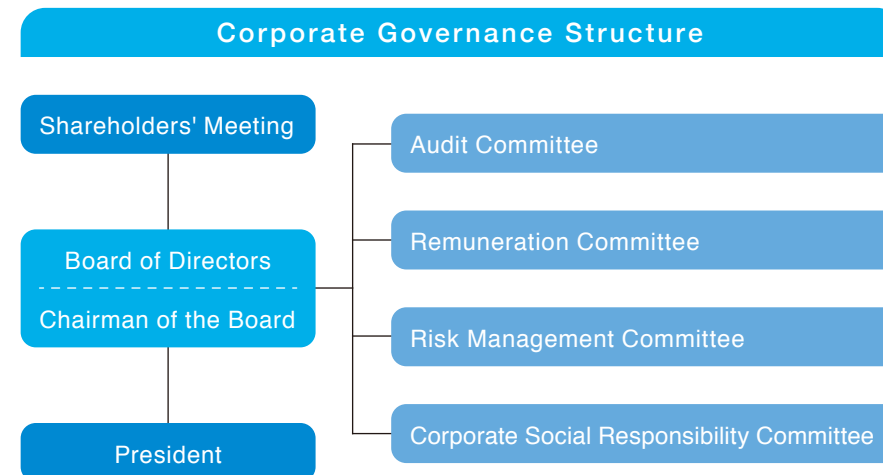 Corporate Governance Structure
Shareholders' Meeting
Board of Directors
Chairman of the Board
President
Audit Committee
Remuneration Committee
Risk Management Committee
Corporate Social Responsibility Committee